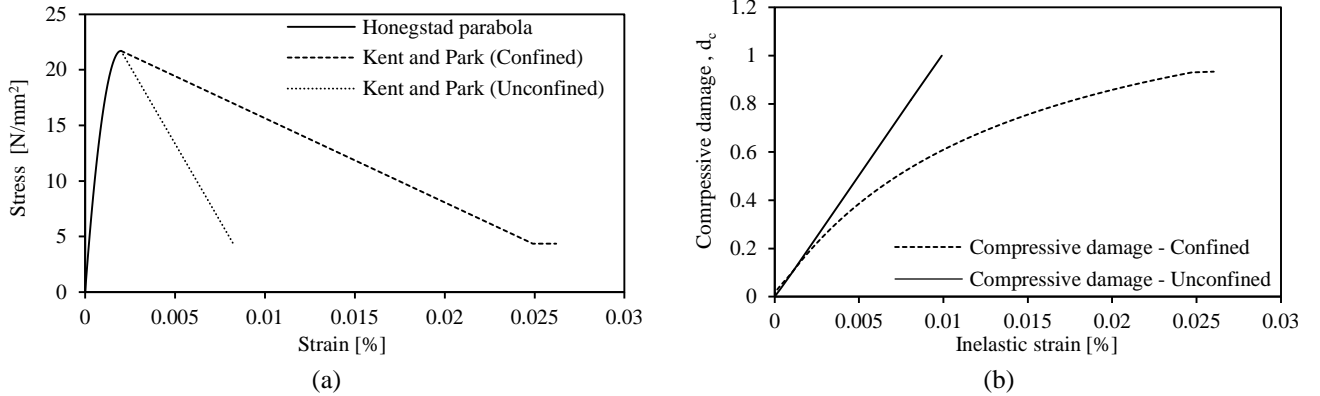 Honegstad parabola
Kent and Park (Confined)
Kent and Park (Unconfined)
Stress [N/mm²]
25
20
15
10
5
0
0 0.005 0.01 0.015 0.02 0.025 0.03
Strain [%]
(a)
Comrpessive damage , d_c
1.2
1
0.8
0.6
0.4
0.2
0
Compressive damage - Confined
Compressive damage - Unconfined
0 0.005 0.01 0.015 0.02 0.025 0.03
Inelastic strain [%]
(b)